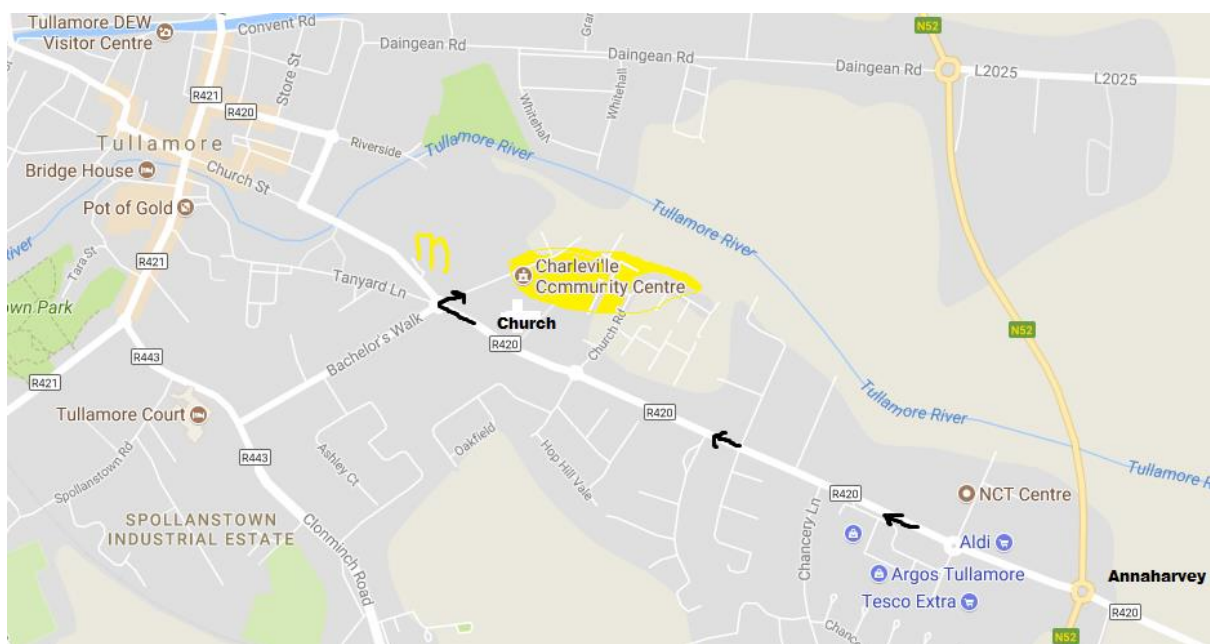 Tullamore DEW
Visitor Centre
Convent Rd
Store St
Gra
Daingean Rd
Daingean Rd
Daingean Rd
N52
L2025
L2025
R421
R420
Whitehall
Tullamore
Riverside
Tullamore River
Bridge House
Church St
Pot of Gold
Tullamore River
River
Tara St
R421
Tanyard Ln
m
Charleville
Community Centre
own Park
Church
N52
Bachelor's Walk
R420
Church Rd
R443
R421
Tullamore Court
R420
Tullamore River
Oakfield
Hop Hill Vale
R443
Ashley Ct
Spollanstown Rd
Tullamore R
R420
NCT Centre
Chancery Ln
SPOLLANSTOWN
INDUSTRIAL ESTATE
Clonminch Road
Aldi
Argos Tullamore
Annaharvey
Tesco Extra
R420
Chanc
N52